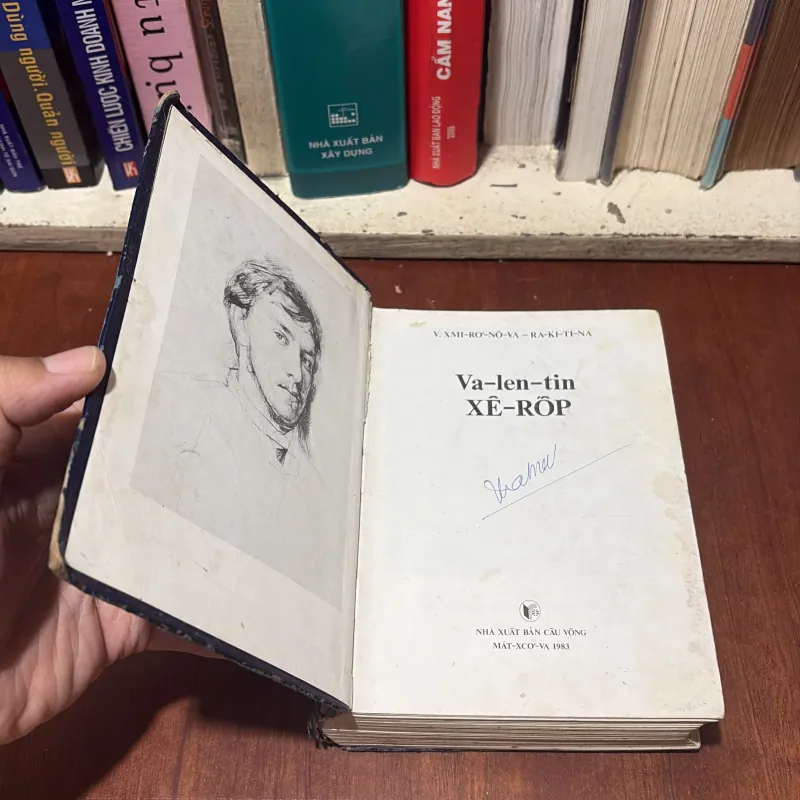 Dùng người, Quản người
CHIẾN LƯỢC KINH DOANH
NHÀ XUẤT BẢN
XÂY DỰNG
CẨM NAN
NHÀ XUẤT BẢN LAO ĐỘNG
V. XMI-RƠ-NÔ-VA - RA-KI-TI-NA
Va-len-tin
XÊ-RỐP
NHÀ XUẤT BẢN CẦU VỒNG
MÁT-XCƠ-VA 1983